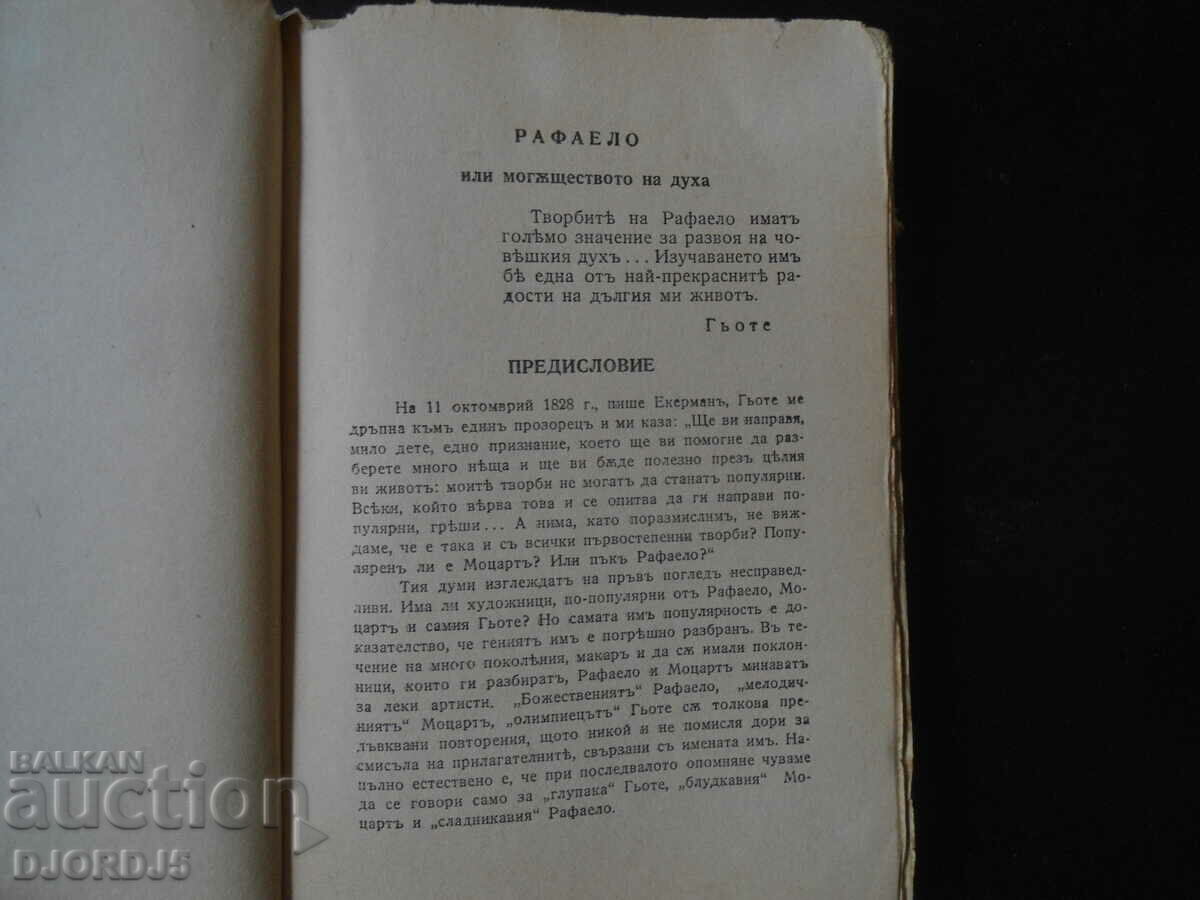 РАФАЕЛО
или могѫществото на духа
Творбитѣ на Рафаело иматъ
голѣмо значение за развоя на чо-
вѣшкия духъ... Изучаването имъ
бѣ една отъ най-прекраснитѣ ра-
дости на дългия ми животъ.
Гьоте
ПРЕДИСЛОВИЕ
На 11 октомврий 1828 г., пише Екерманъ, Гьоте ме
дръпна къмъ единъ прозорецъ и ми каза: „Ще ви направя,
мило дете, едно признание, което ще ви помогне да раз-
берете много нѣща и ще ви бѫде полезно презъ цѣлия
ви животъ: моитѣ творби не могатъ да станатъ популярни.
Всѣки, който вѣрва това и се опитва да ги направи по-
пулярни, грѣши... А нима, като поразмислимъ, не виж-
даме, че е така и съ всички първостепенни творби? Попу-
ляренъ ли е Моцартъ? Или пъкъ Рафаело?“
Тия думи изглеждатъ на пръвъ погледъ несправед-
ливи. Има ли художници, по-популярни отъ Рафаело, Мо-
цартъ и самия Гьоте? Но самата имъ популярность е до-
казателство, че гениятъ имъ е погрѣшно разбранъ. Въ те-
чение на много поколѣния, макаръ и да сѫ имали поклон-
ници, които ги разбиратъ, Рафаело и Моцартъ минаватъ
за леки артисти. „Божествениятъ“ Рафаело, „мелодич-
ниятъ“ Моцартъ, „олимпиецътъ“ Гьоте сѫ толкова пре-
дъвквани повторения, щото никой и не помисля дори за
смисъла на прилагателнитѣ, свързани съ имената имъ. На-
пълно естествено е, че при последвалото опомняне чуваме
да се говори само за „глупака“ Гьоте, „блудкавия“ Мо-
цартъ и „сладникавия“ Рафаело.
BALKAN
auction
DJORDJ5